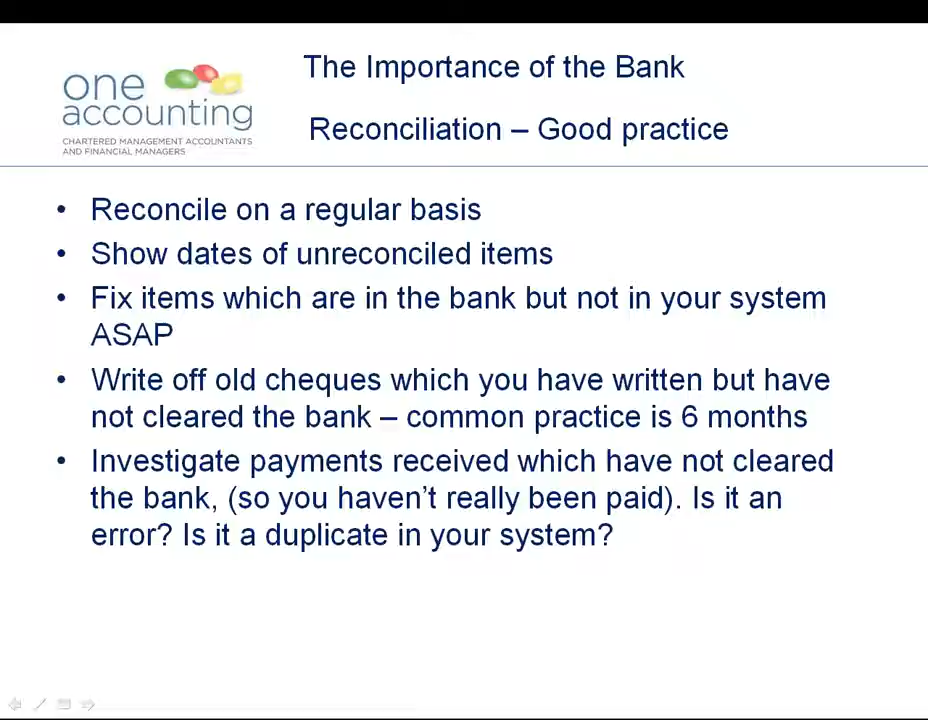 one
accounting
CHARTERED MANAGEMENT ACCOUNTANTS
AND FINANCIAL MANAGERS
The Importance of the Bank
Reconciliation – Good practice
• Reconcile on a regular basis
• Show dates of unreconciled items
• Fix items which are in the bank but not in your system
ASAP
• Write off old cheques which you have written but have
not cleared the bank – common practice is 6 months
• Investigate payments received which have not cleared
the bank, (so you haven’t really been paid). Is it an
error? Is it a duplicate in your system?